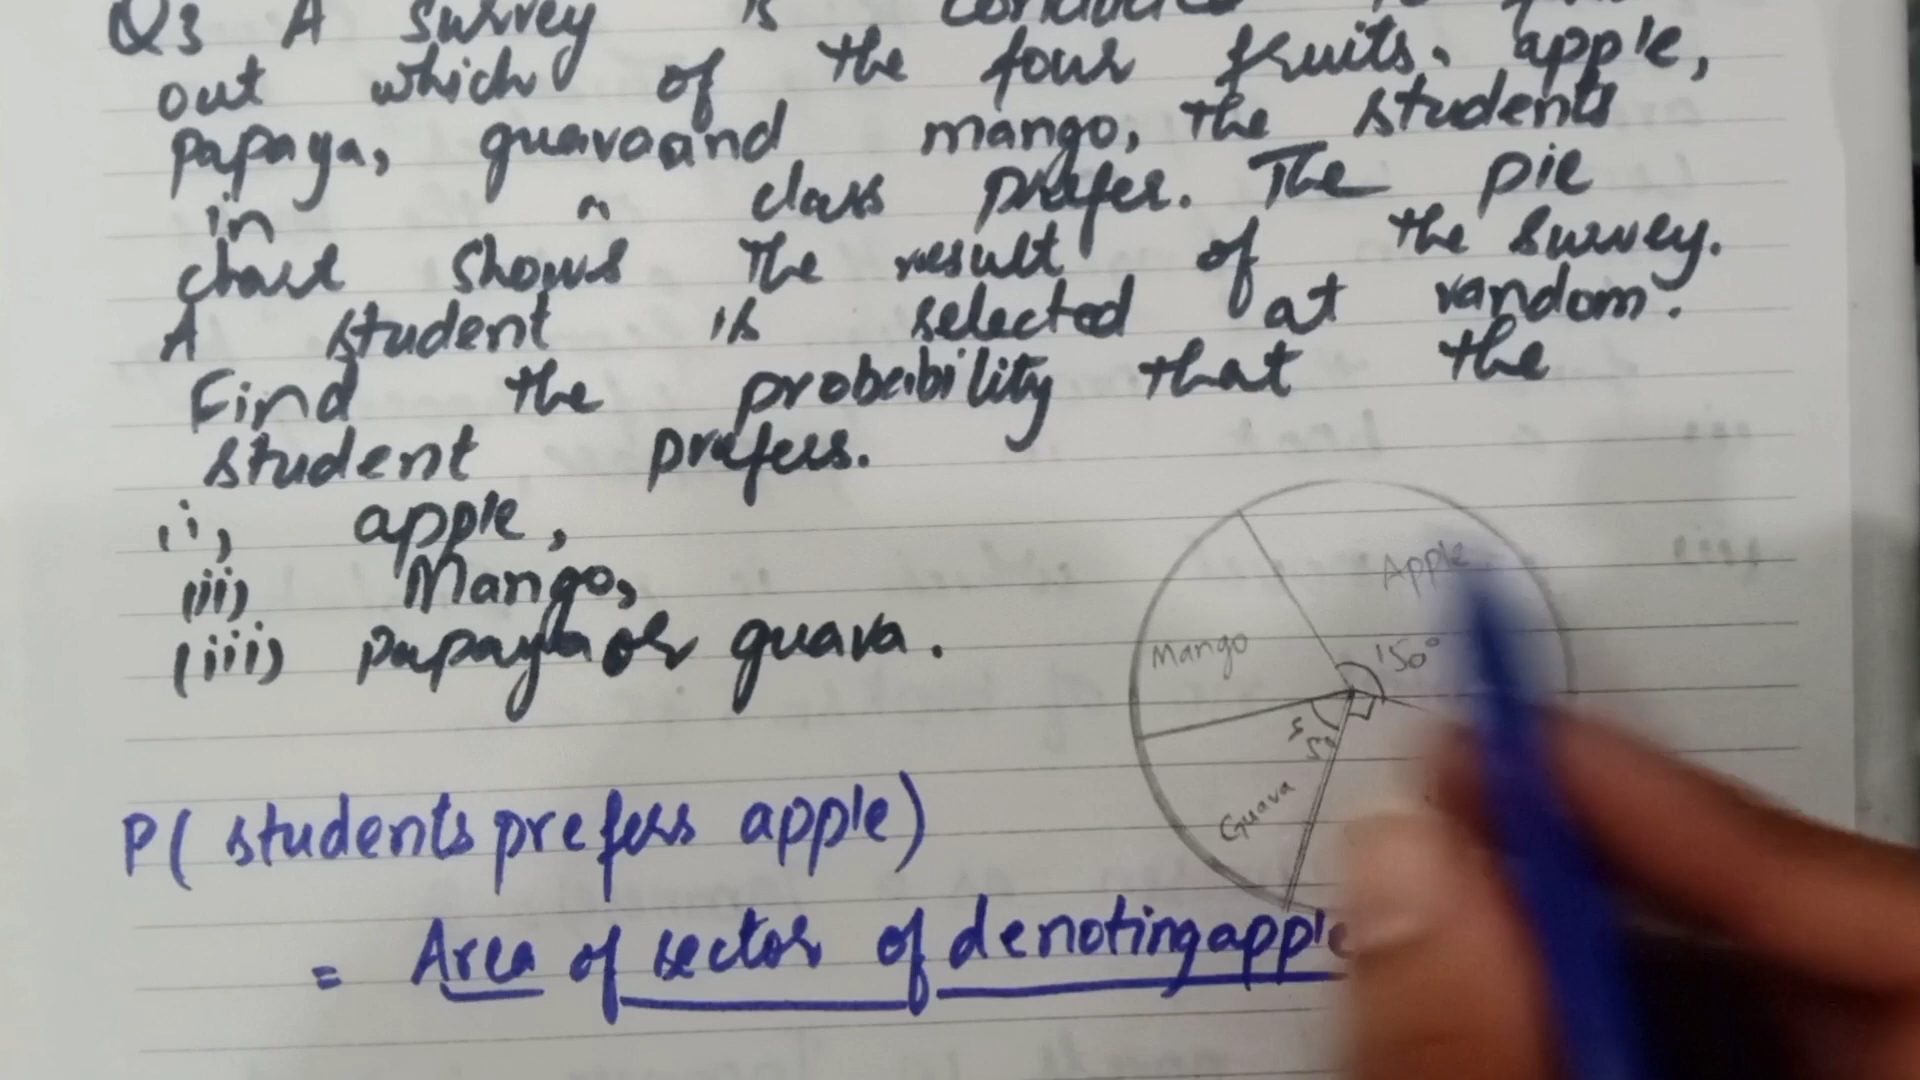 Q3 A survey is
out which of the four fruits. apple,
papaya, guava and mango, the students
in a class prefer. The pie
chart shows the result of the survey.
A student is selected at random.
Find the probability that the
student prefers.
(i), apple,
(ii) Mango,
(iii) papaya or guava.
Apple
Mango
150°
45°
Guava
P( students prefers apple)
= Area of sector of denoting apple